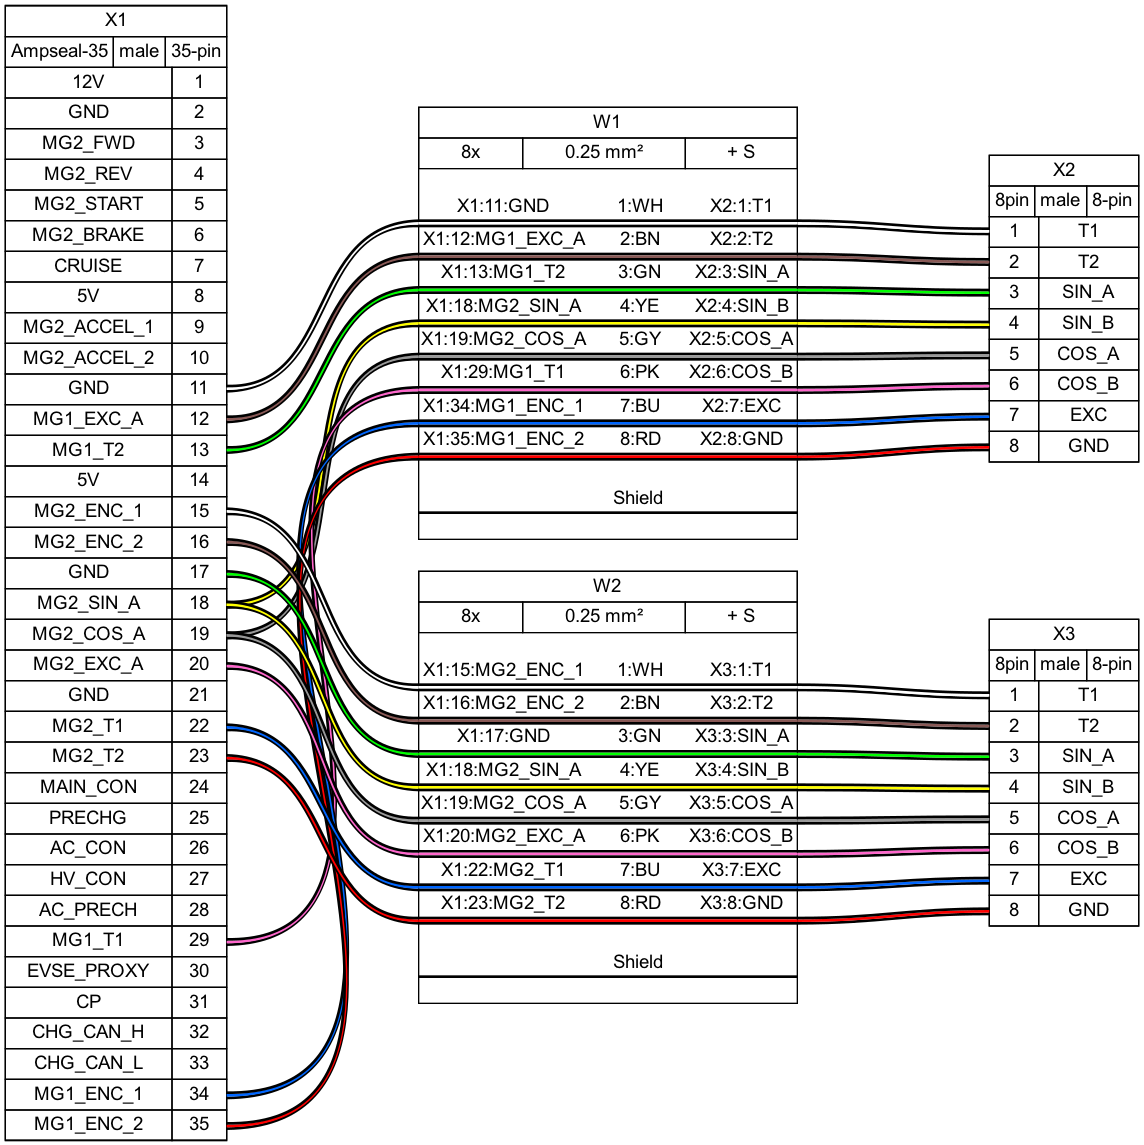 X1
Ampseal-35 male 35-pin
12V 1
GND 2
MG2_FWD 3
MG2_REV 4
MG2_START 5
MG2_BRAKE 6
CRUISE 7
5V 8
MG2_ACCEL_1 9
MG2_ACCEL_2 10
GND 11
MG1_EXC_A 12
MG1_T2 13
5V 14
MG2_ENC_1 15
MG2_ENC_2 16
GND 17
MG2_SIN_A 18
MG2_COS_A 19
MG2_EXC_A 20
GND 21
MG2_T1 22
MG2_T2 23
MAIN_CON 24
PRECHG 25
AC_CON 26
HV_CON 27
AC_PRECH 28
MG1_T1 29
EVSE_PROXY 30
CP 31
CHG_CAN_H 32
CHG_CAN_L 33
MG1_ENC_1 34
MG1_ENC_2 35
W1
8x 0.25 mm² + S
X1:11:GND 1:WH X2:1:T1
X1:12:MG1_EXC_A 2:BN X2:2:T2
X1:13:MG1_T2 3:GN X2:3:SIN_A
X1:18:MG2_SIN_A 4:YE X2:4:SIN_B
X1:19:MG2_COS_A 5:GY X2:5:COS_A
X1:29:MG1_T1 6:PK X2:6:COS_B
X1:34:MG1_ENC_1 7:BU X2:7:EXC
X1:35:MG1_ENC_2 8:RD X2:8:GND
Shield
W2
8x 0.25 mm² + S
X1:15:MG2_ENC_1 1:WH X3:1:T1
X1:16:MG2_ENC_2 2:BN X3:2:T2
X1:17:GND 3:GN X3:3:SIN_A
X1:18:MG2_SIN_A 4:YE X3:4:SIN_B
X1:19:MG2_COS_A 5:GY X3:5:COS_A
X1:20:MG2_EXC_A 6:PK X3:6:COS_B
X1:22:MG2_T1 7:BU X3:7:EXC
X1:23:MG2_T2 8:RD X3:8:GND
Shield
X2
8pin male 8-pin
1 T1
2 T2
3 SIN_A
4 SIN_B
5 COS_A
6 COS_B
7 EXC
8 GND
X3
8pin male 8-pin
1 T1
2 T2
3 SIN_A
4 SIN_B
5 COS_A
6 COS_B
7 EXC
8 GND